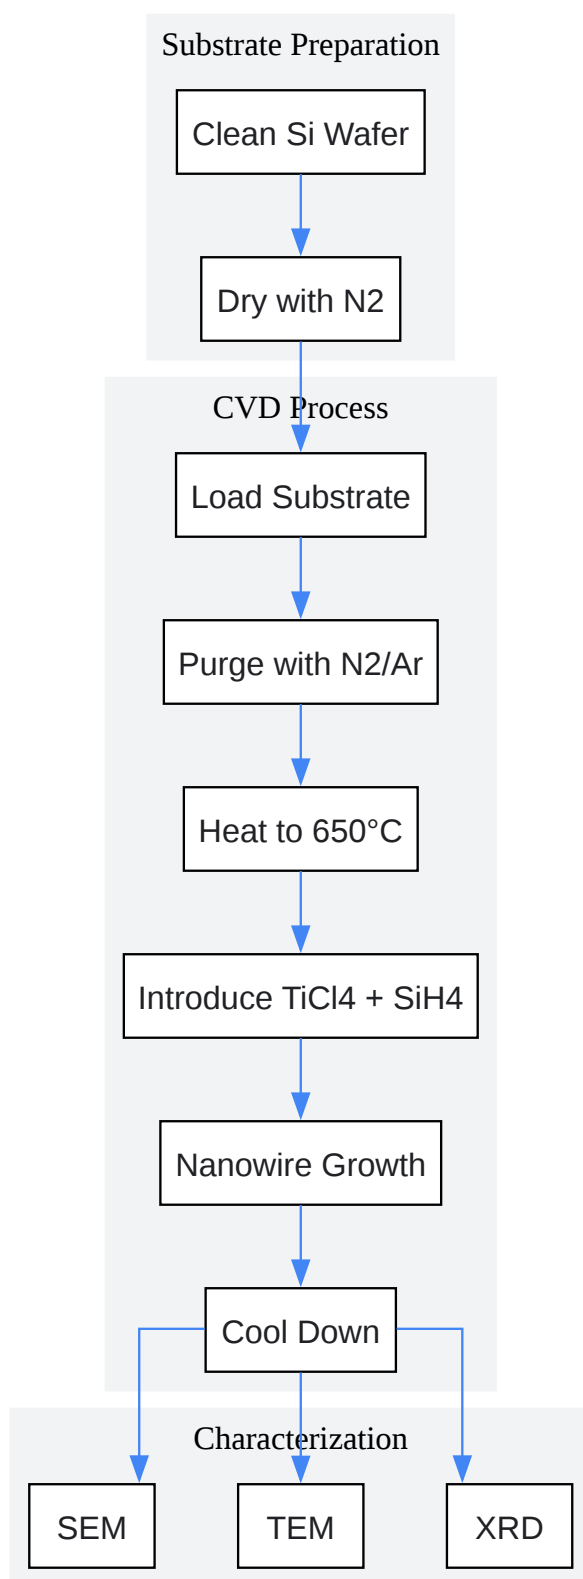 Substrate Preparation
Clean Si Wafer
Dry with N2
CVD Process
Load Substrate
Purge with N2/Ar
Heat to 650°C
Introduce TiCl4 + SiH4
Nanowire Growth
Cool Down
Characterization
SEM
TEM
XRD